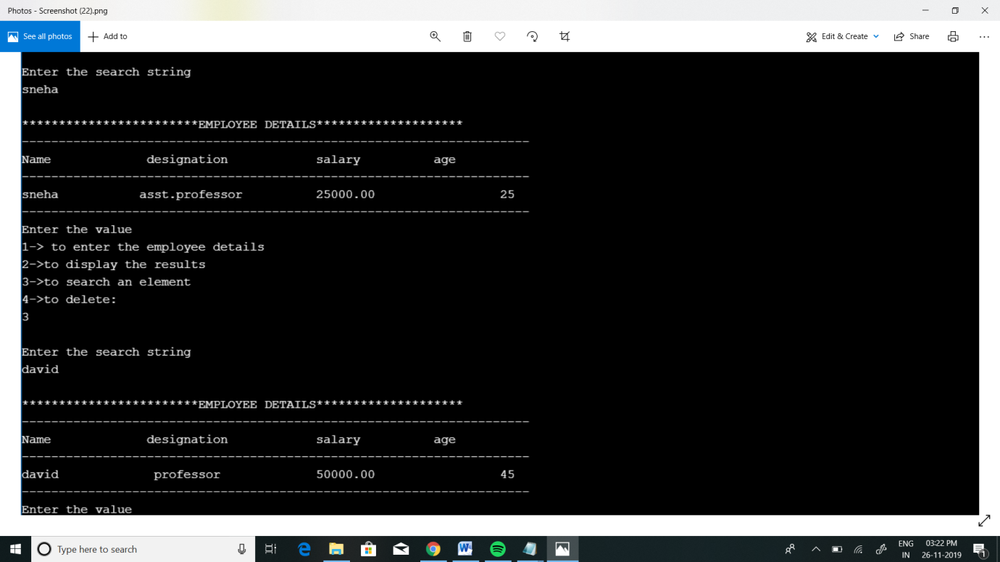 Photos - Screenshot (22).png
See all photos
Add to
Edit & Create
Share
Enter the search string
sneha
************************EMPLOYEE DETAILS********************
---------------------------------------------------------------------
Name designation salary age
---------------------------------------------------------------------
sneha asst.professor 25000.00 25
---------------------------------------------------------------------
Enter the value
1-> to enter the employee details
2->to display the results
3->to search an element
4->to delete:
3
Enter the search string
david
************************EMPLOYEE DETAILS********************
---------------------------------------------------------------------
Name designation salary age
---------------------------------------------------------------------
david professor 50000.00 45
---------------------------------------------------------------------
Enter the value
Type here to search
ENG 03:22 PM
IN 26-11-2019
1